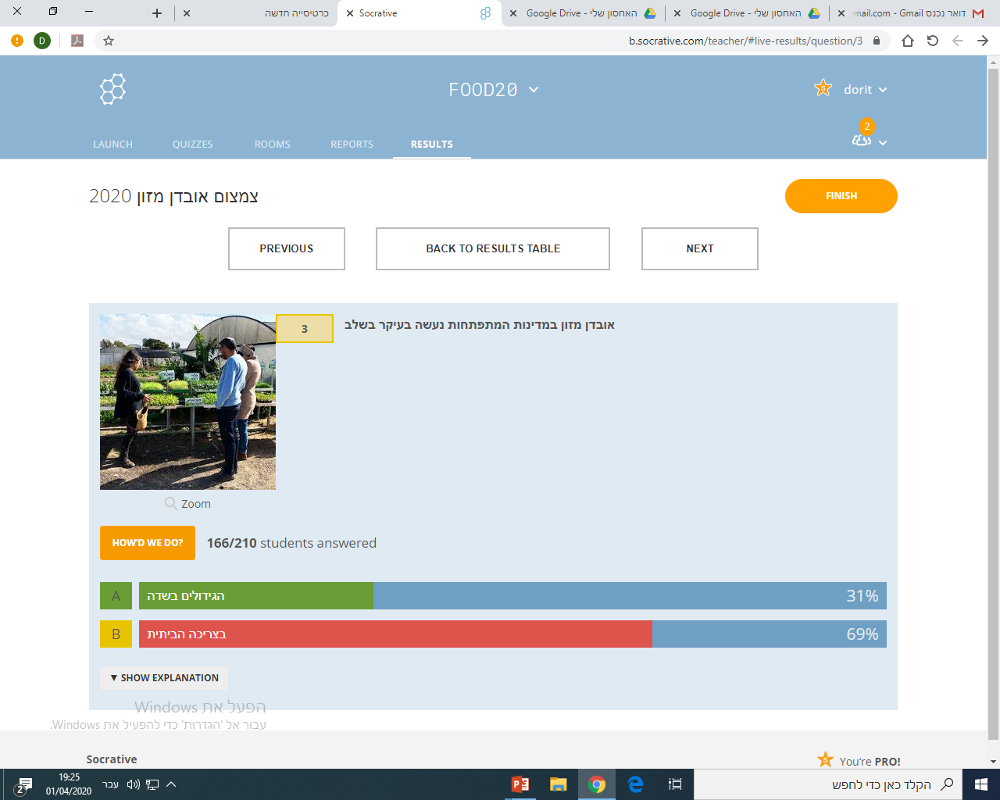 כרטיסייה חדשה
Socrative
האחסון שלי - Google Drive
האחסון שלי - Google Drive
דואר נכנס mail.com - Gmail
D
b.socrative.com/teacher/#live-results/question/3
FOOD20
dorit
2
LAUNCH QUIZZES ROOMS REPORTS RESULTS
צמצום אובדן מזון 2020
FINISH
PREVIOUS BACK TO RESULTS TABLE NEXT
3
אובדן מזון במדינות המתפתחות נעשה בעיקר בשלב
Zoom
HOW'D WE DO? 166/210 students answered
A הגידולים בשדה 31%
B בצריכה הביתית 69%
▼ SHOW EXPLANATION
הפעל את Windows
עבור אל 'הגדרות' כדי להפעיל את Windows.
Socrative
You're PRO!
2
19:25
01/04/2020
עבר
הקלד כאן כדי לחפש